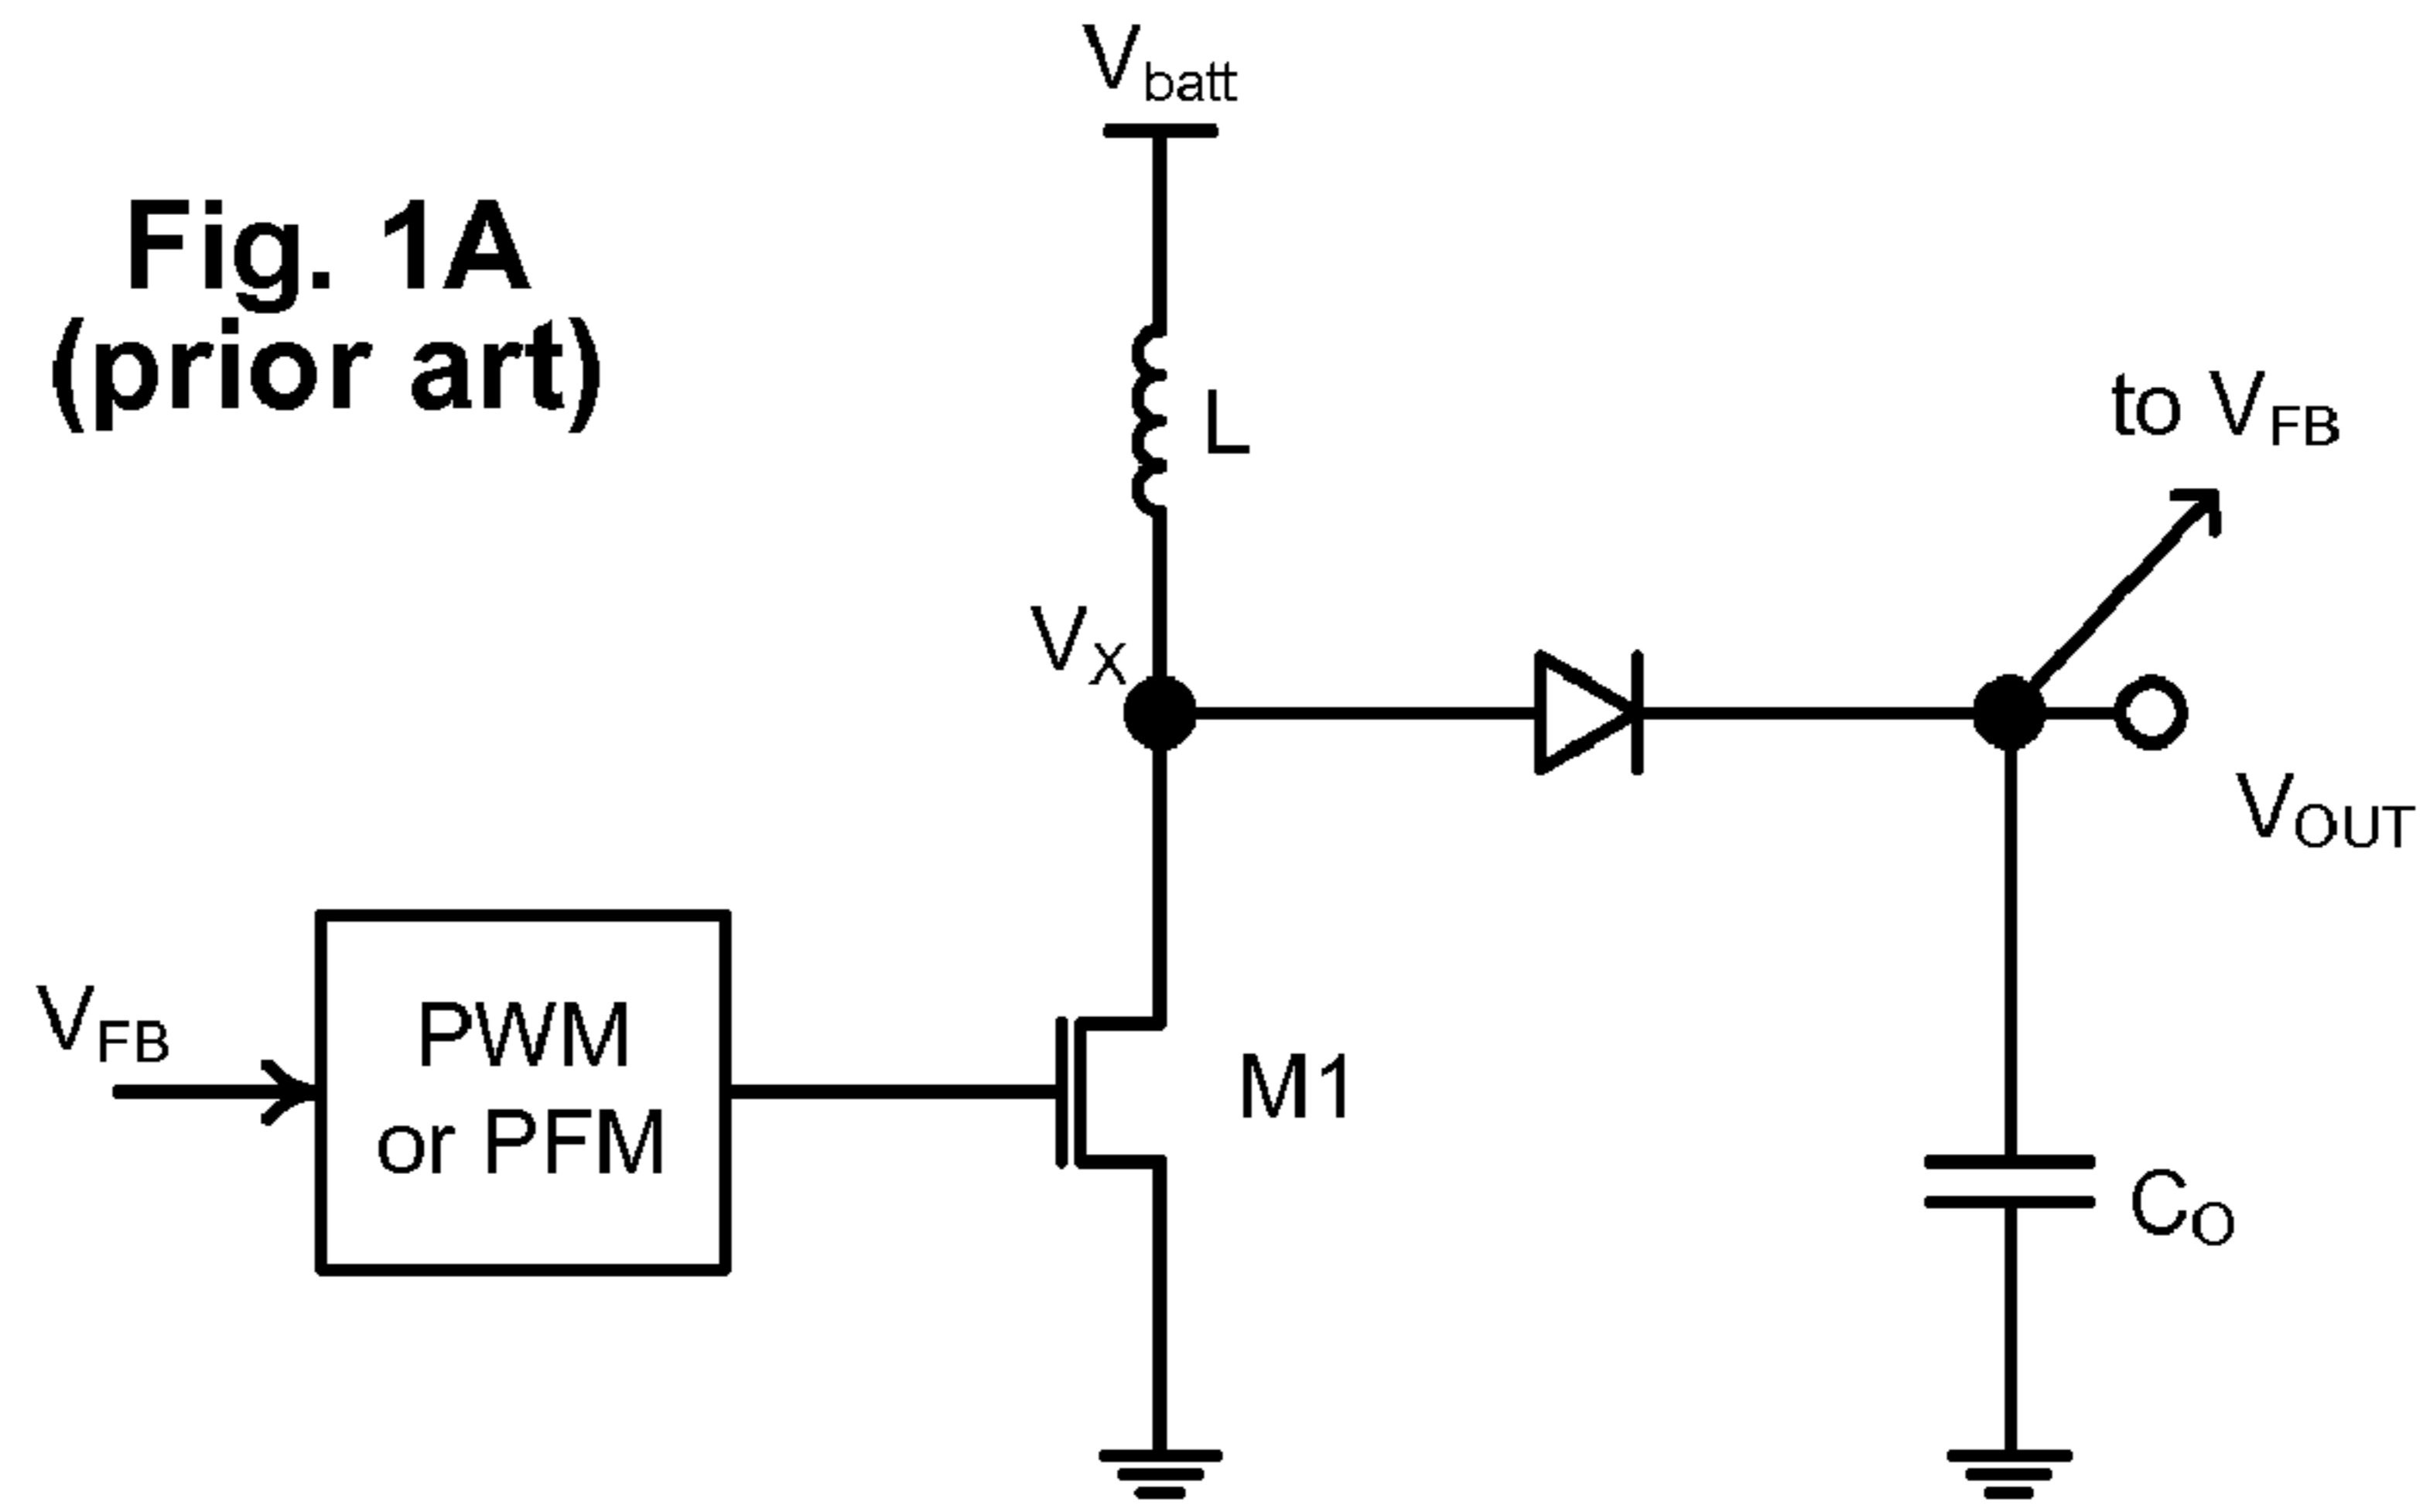 Vbatt
Fig. 1A
(prior art)
L
to VFB
VX
VOUT
VFB
PWM
or PFM
M1
CO